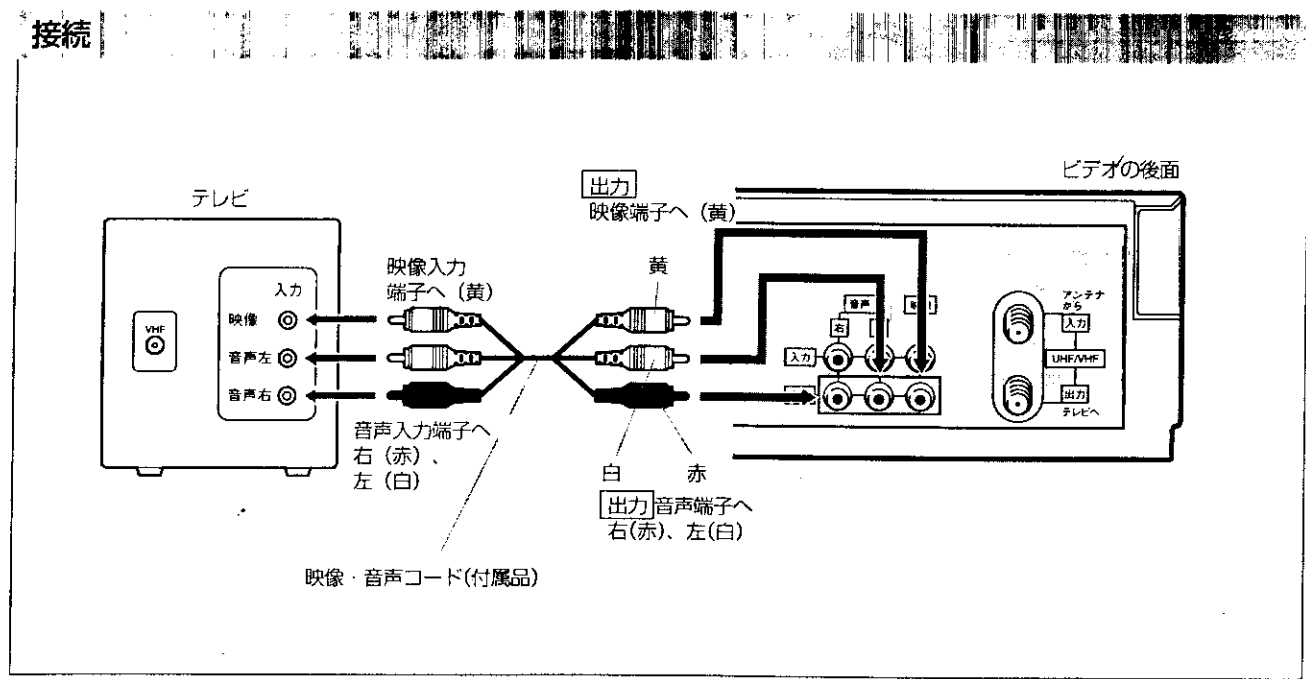 接続
ビデオの後面
テレビ
出力
映像端子へ（黄）
映像入力
端子へ（黄）
黄
入力
映像
音声左
音声右
VHF
音声
右
入力
アンテナ
から
入力
UHF/VHF
出力
テレビへ
音声入力端子へ
右（赤）、
左（白）
白
赤
出力 音声端子へ
右(赤)、左(白)
映像・音声コード(付属品)